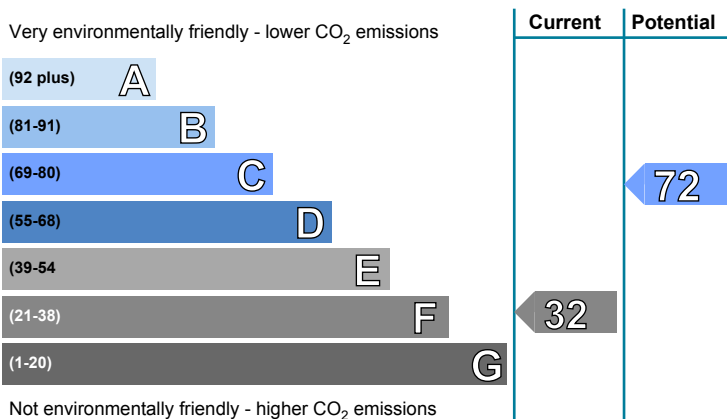 Current Potential
Very environmentally friendly - lower CO2 emissions
(92 plus) A
(81-91) B
(69-80) C
72
(55-68) D
(39-54 E
(21-38) F
32
(1-20) G
Not environmentally friendly - higher CO2 emissions